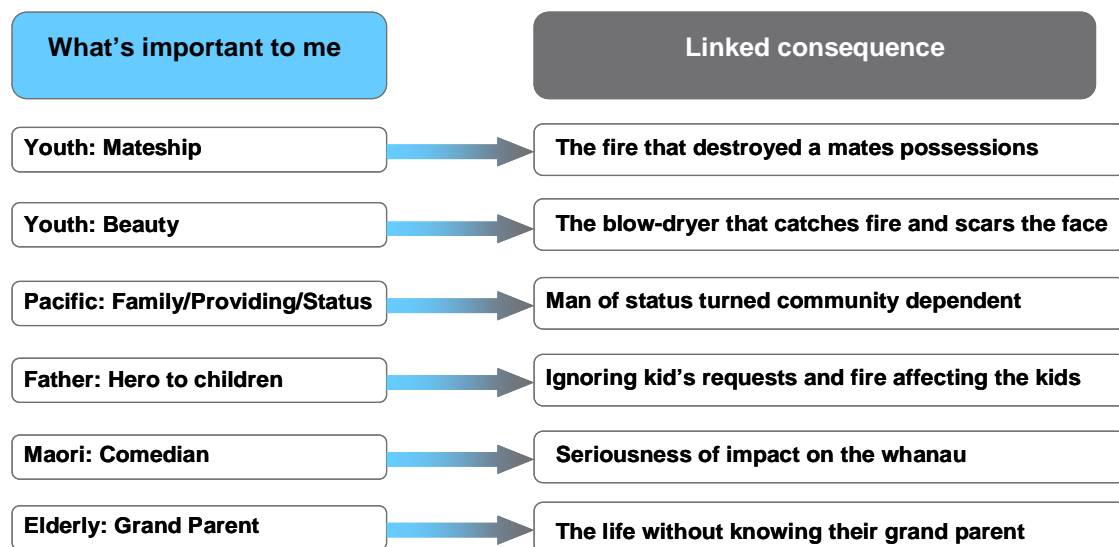 What's important to me
Linked consequence
Youth: Mateship
The fire that destroyed a mates possessions
Youth: Beauty
The blow-dryer that catches fire and scars the face
Pacific: Family/Providing/Status
Man of status turned community dependent
Father: Hero to children
Ignoring kid's requests and fire affecting the kids
Maori: Comedian
Seriousness of impact on the whanau
Elderly: Grand Parent
The life without knowing their grand parent